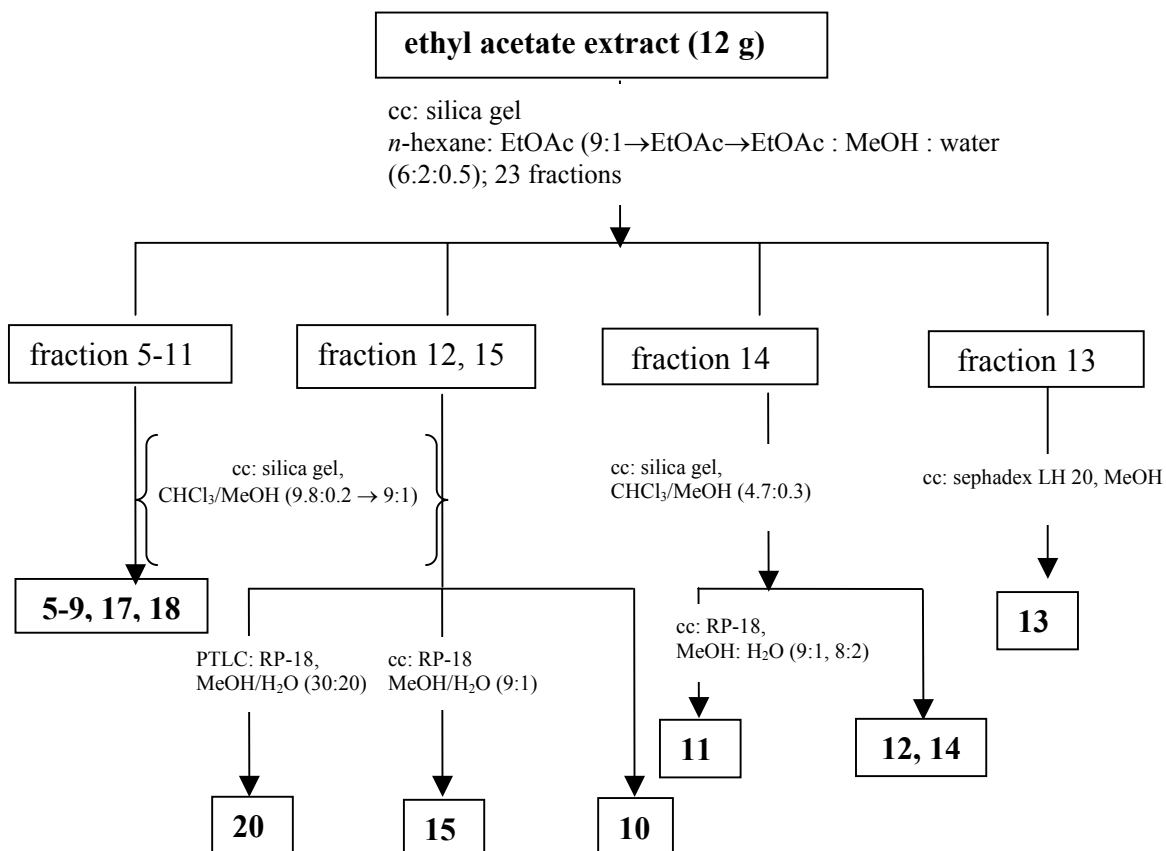 ethyl acetate extract (12 g)
cc: silica gel
n-hexane: EtOAc (9:1→EtOAc→EtOAc : MeOH : water
(6:2:0.5); 23 fractions
fraction 5-11
fraction 12, 15
fraction 14
fraction 13
cc: silica gel,
CHCl₃/MeOH (9.8:0.2 → 9:1)
cc: silica gel,
CHCl₃/MeOH (4.7:0.3)
cc: sephadex LH 20, MeOH
5-9, 17, 18
13
PTLC: RP-18,
MeOH/H₂O (30:20)
cc: RP-18
MeOH/H₂O (9:1)
cc: RP-18,
MeOH: H₂O (9:1, 8:2)
11
12, 14
20
15
10